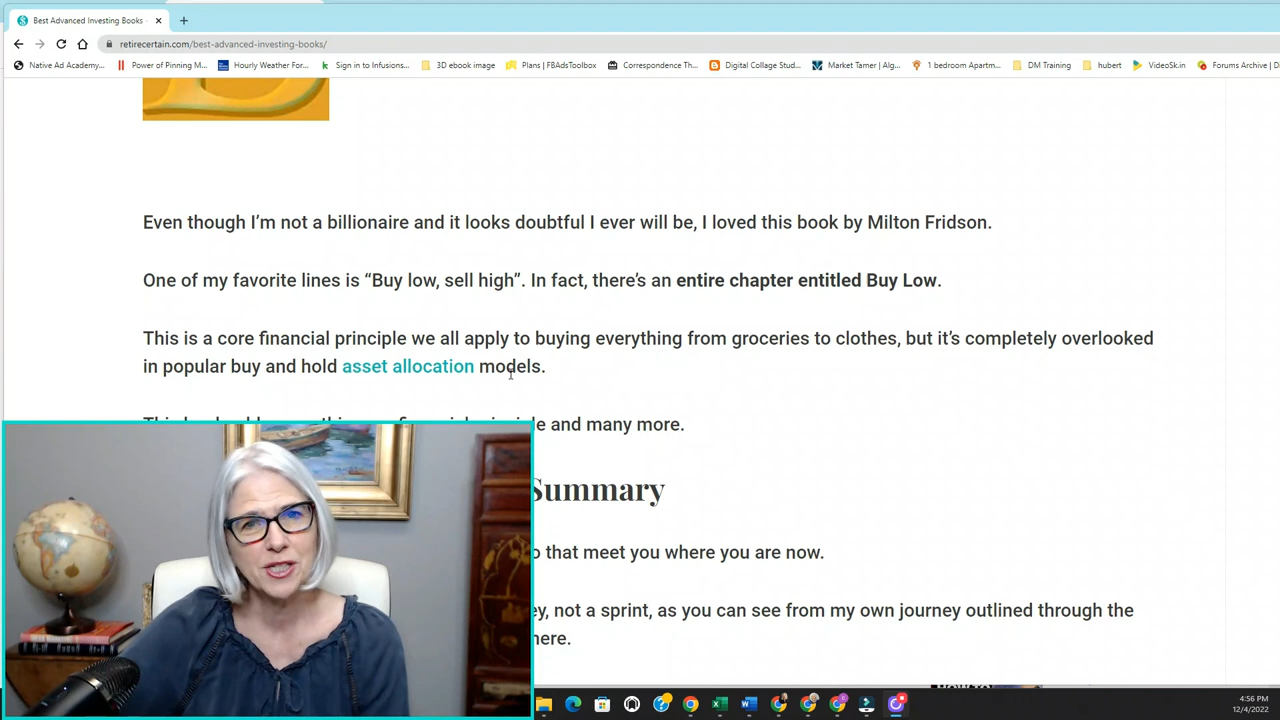 Best Advanced Investing Books
retirecertain.com/best-advanced-investing-books/
Native Ad Academy... Power of Pinning M... Hourly Weather For... Sign in to Infusions... 3D ebook image Plans | FBAdsToolbox Correspondence Th... Digital Collage Stud... Market Tamer | Alg... 1 bedroom Apartm... DM Training hubert VideoSk.in Forums Archive | D
Even though I'm not a billionaire and it looks doubtful I ever will be, I loved this book by Milton Fridson.
One of my favorite lines is “Buy low, sell high”. In fact, there's an entire chapter entitled Buy Low.
This is a core financial principle we all apply to buying everything from groceries to clothes, but it's completely overlooked
in popular buy and hold asset allocation models.
and many more.
Summary
that meet you where you are now.
not a sprint, as you can see from my own journey outlined through the
here.
4:56 PM
12/4/2022